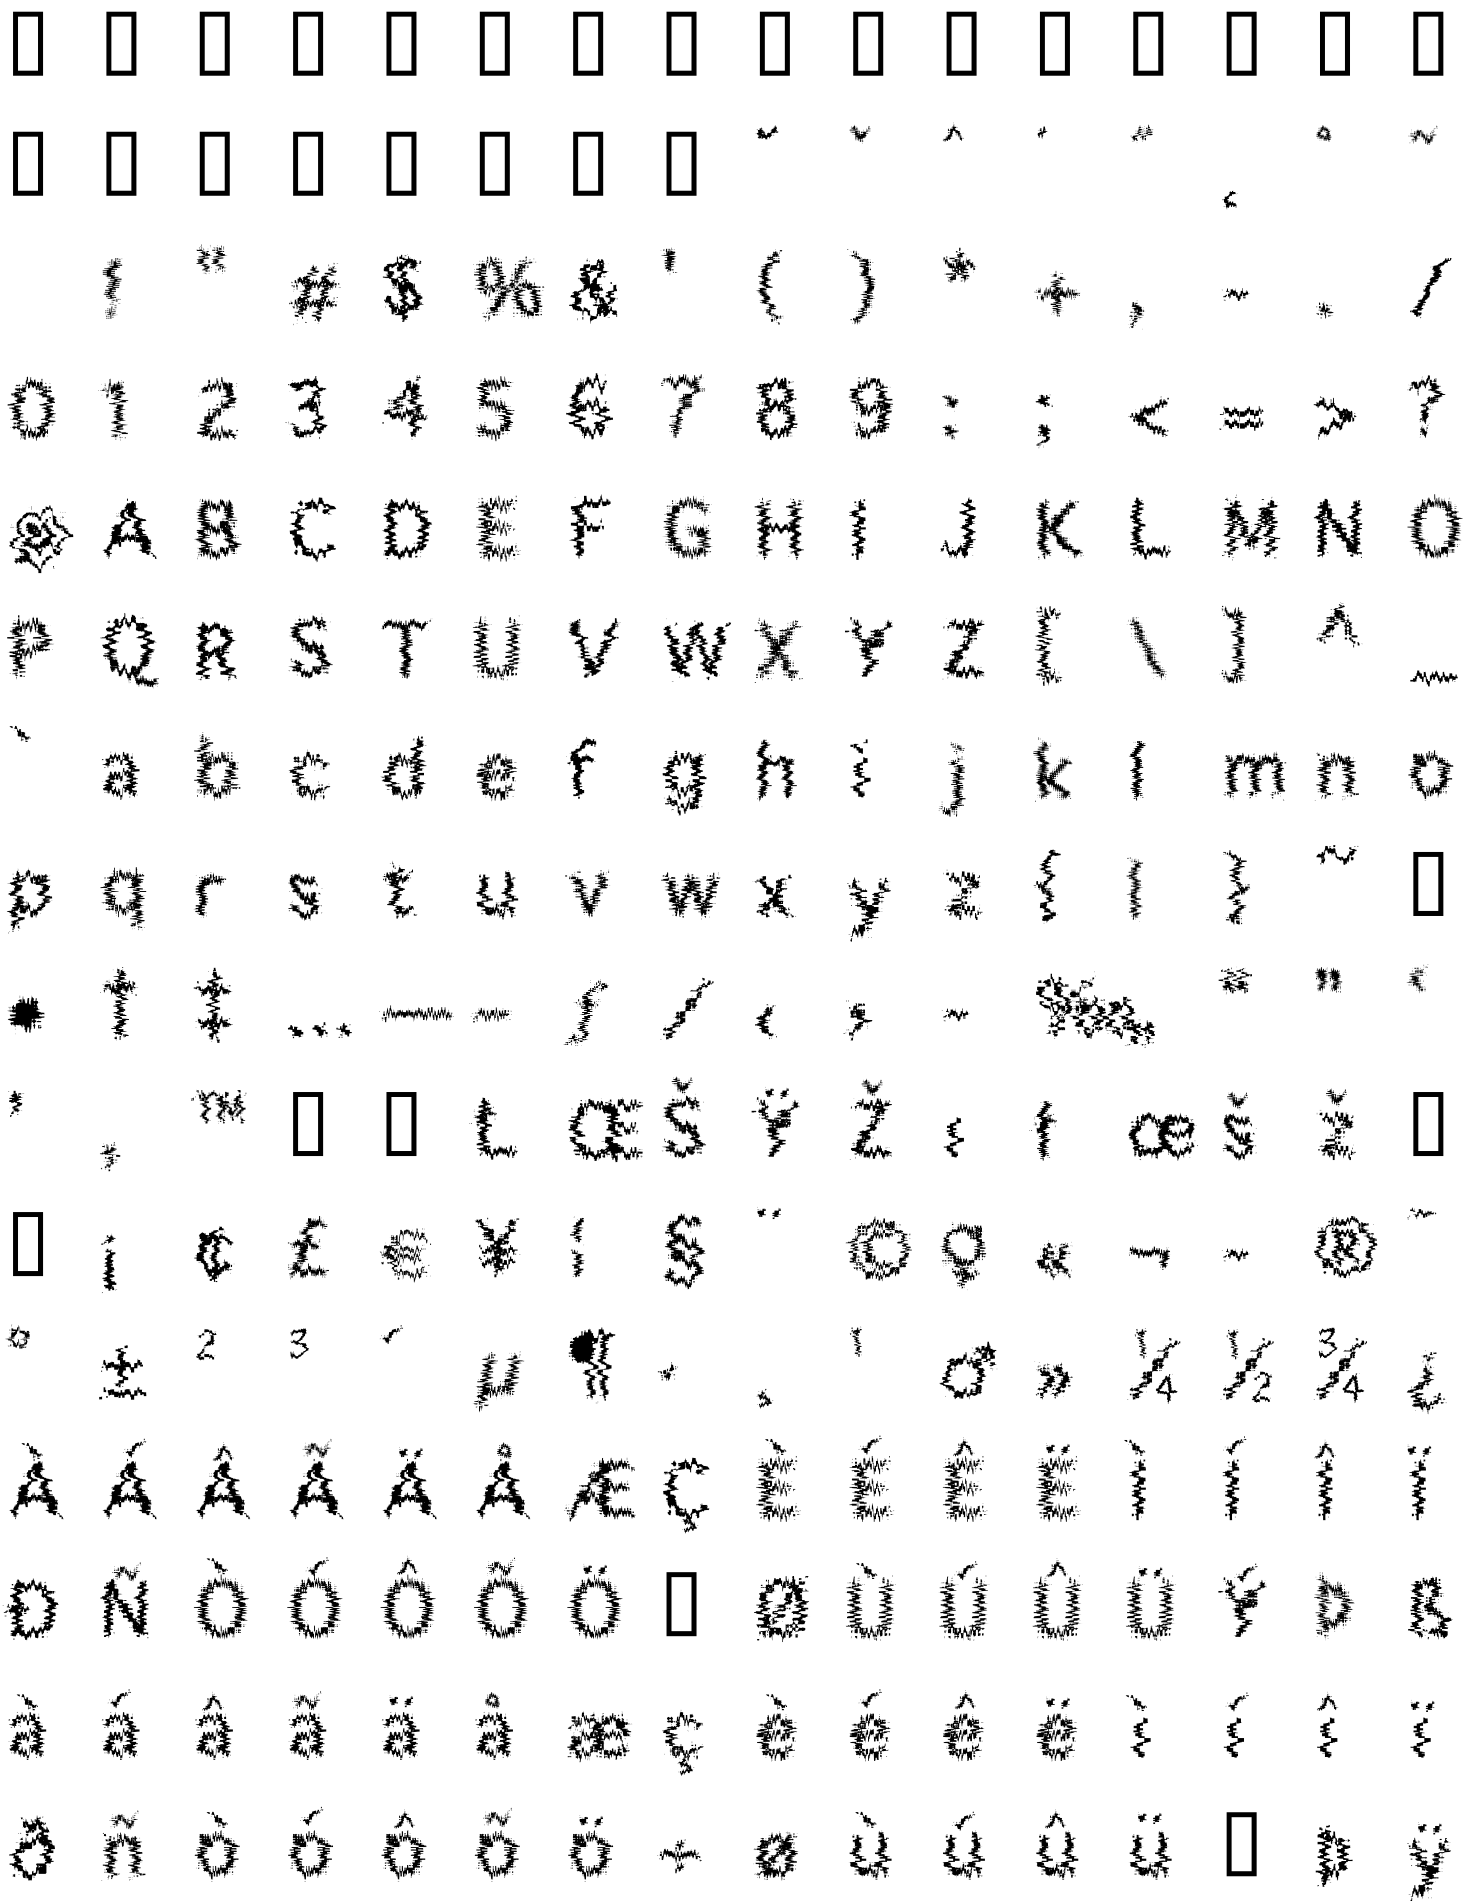 ˘ ˇ ˆ ˙ ˝ ˛ ˚ ˜
! " # $ % & ' ( ) * + , - . /
0 1 2 3 4 5 6 7 8 9 : ; < = > ?
@ A B C D E F G H I J K L M N O
P Q R S T U V W X Y Z [ \ ] ^ _
` a b c d e f g h i j k l m n o
p q r s t u v w x y z { | } ~
• † ‡ … — – ƒ ⁄ ‹ › − ‰ „ “ ” ‘
’ ‚ ™ Ł Œ Š Ÿ Ž ı ł œ š ž
¡ ¢ £ € ¥ ¦ § ¨ © ª « ¬ - ® ¯
° ± 2 3 ´ µ ¶ · ¸ ¹ º » ¼ ½ ¾ ¿
À Á Â Ã Ä Å Æ Ç È É Ê Ë Ì Í Î Ï
Ð Ñ Ò Ó Ô Õ Ö Ø Ù Ú Û Ü Ý Þ ß
à á â ã ä å æ ç è é ê ë ì í î ï
ð ñ ò ó ô õ ö ÷ ø ù ú û ü þ ÿ